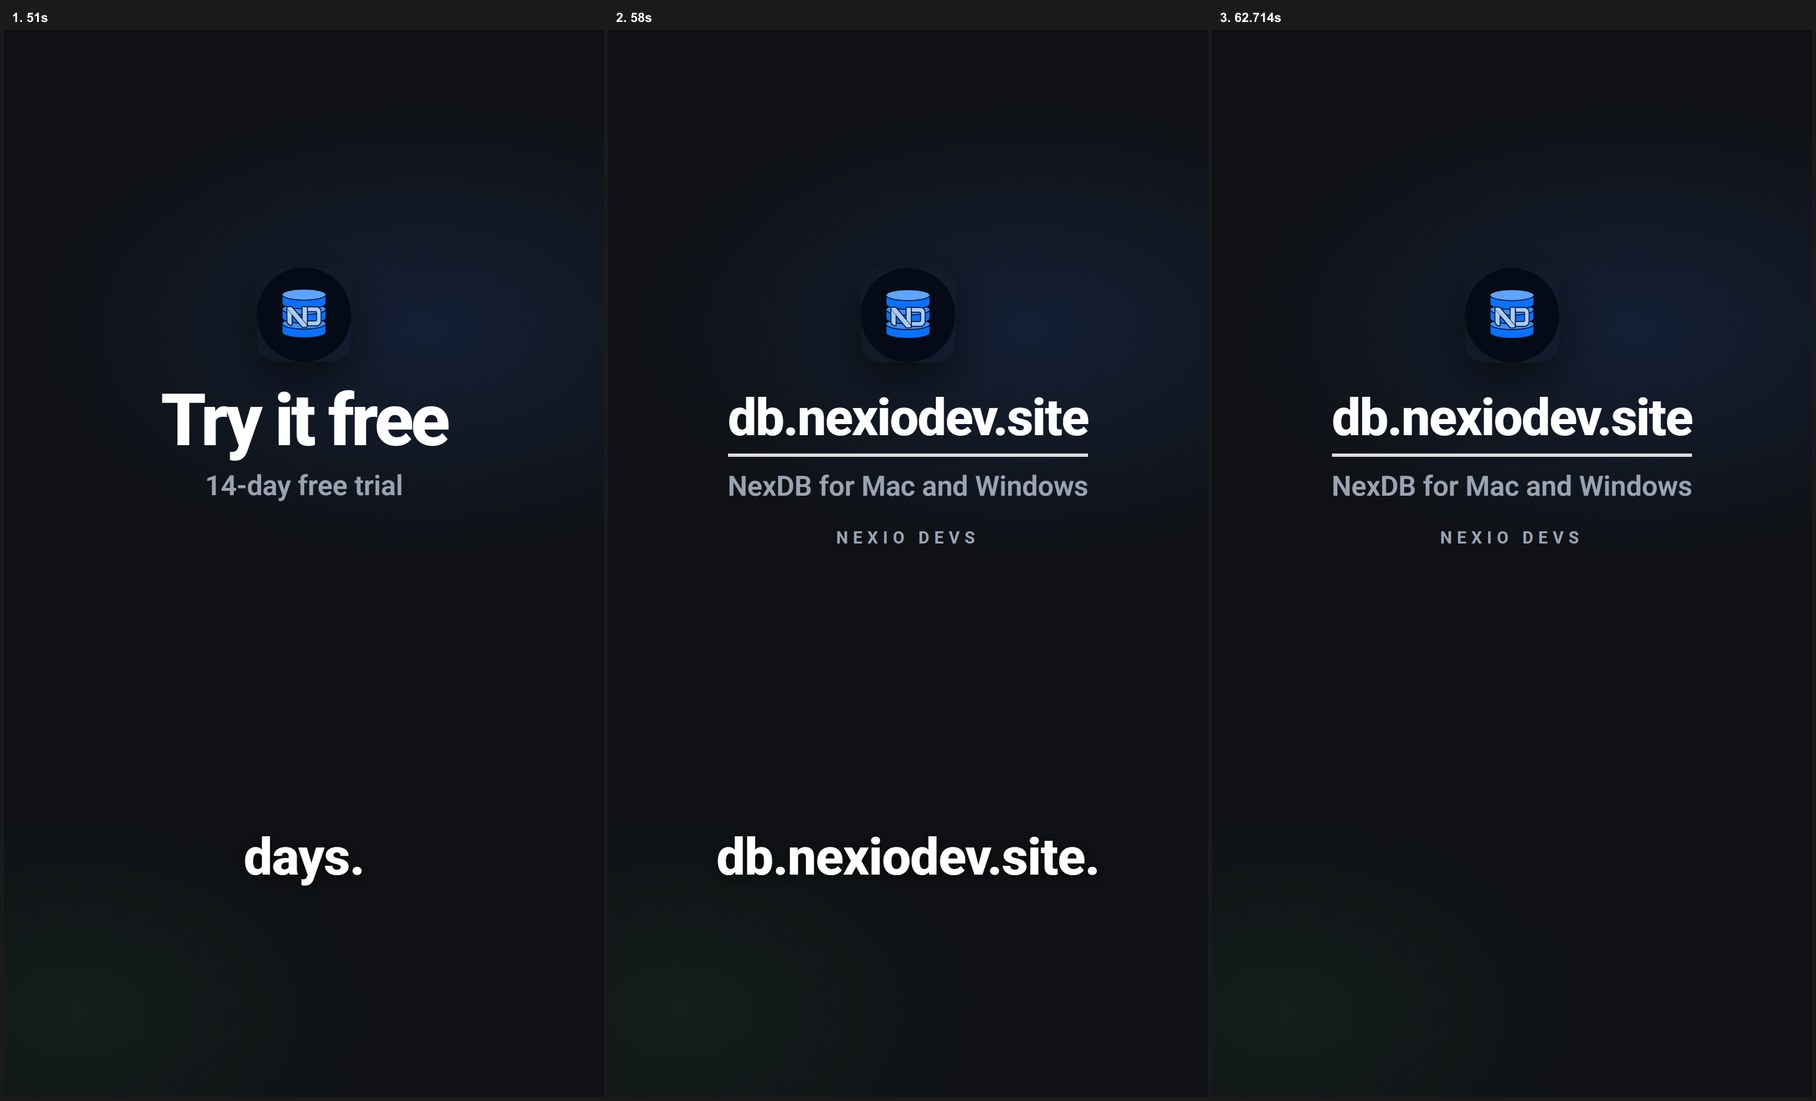 1. 51s
Try it free
14-day free trial
days.
2. 58s
db.nexiodev.site
NexDB for Mac and Windows
NEXIO DEVS
db.nexiodev.site.
3. 62.714s
db.nexiodev.site
NexDB for Mac and Windows
NEXIO DEVS
ND
ND
ND